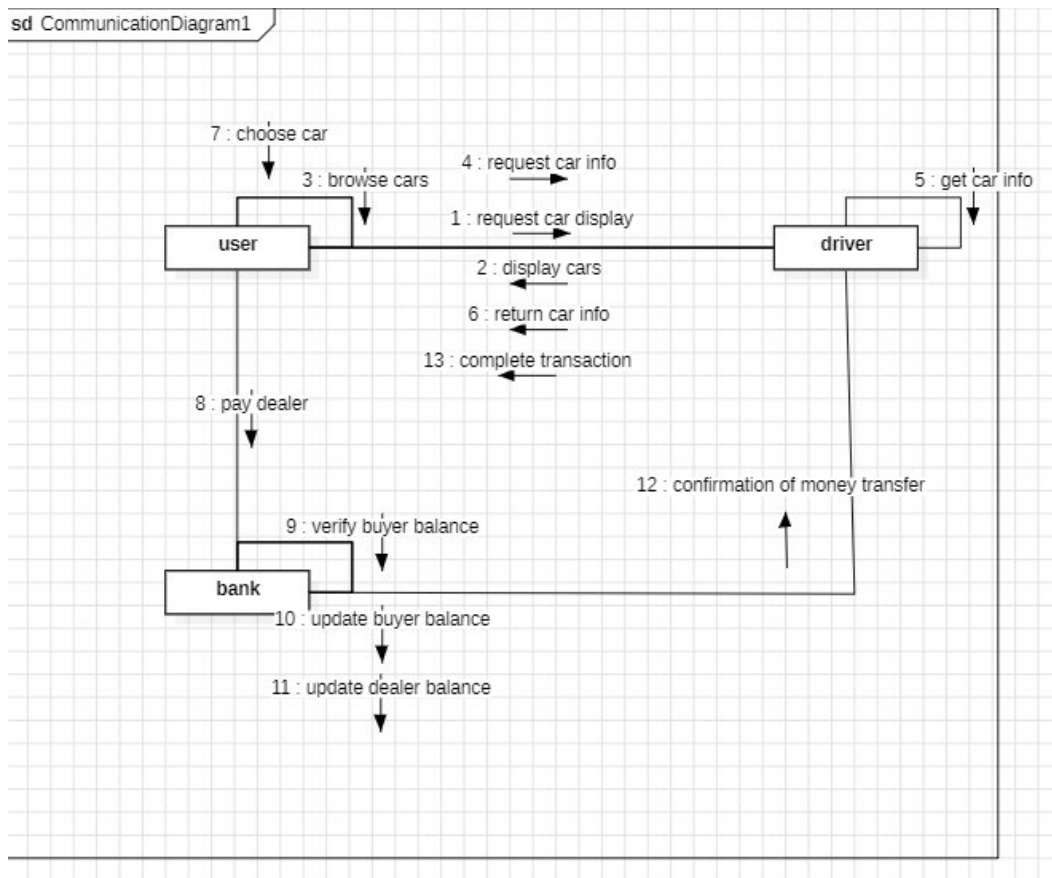 sd CommunicationDiagram1
7 : choose car
4 : request car info
3 : browse cars
5 : get car info
1 : request car display
user
driver
2 : display cars
6 : return car info
13 : complete transaction
8 : pay dealer
12 : confirmation of money transfer
9 : verify buyer balance
bank
10 : update buyer balance
11 : update dealer balance